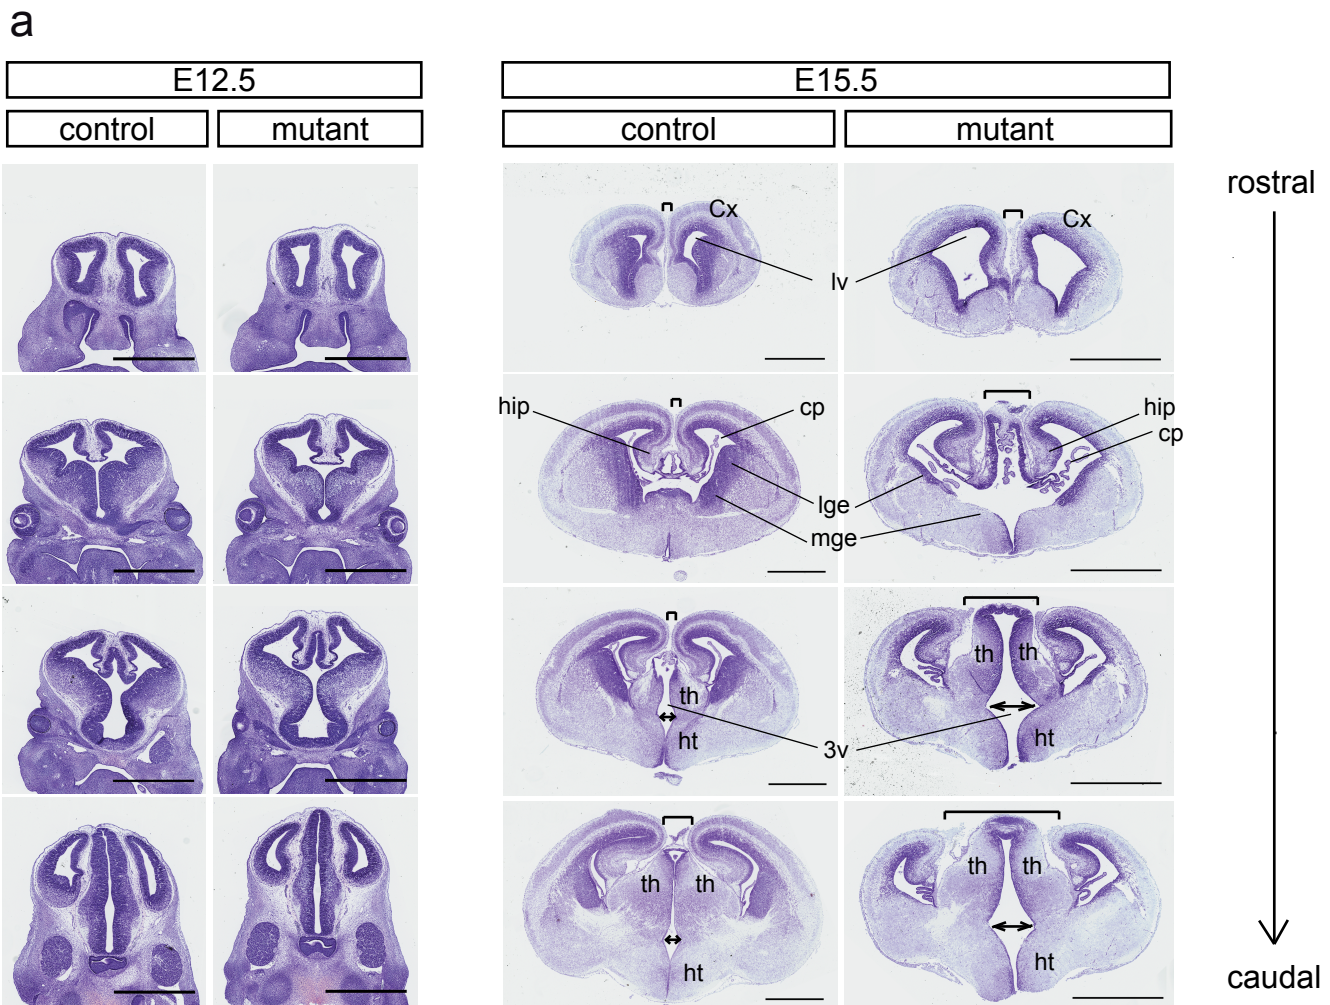 a
E12.5
E15.5
control
mutant
control
mutant
rostral
Cx
Cx
lv
hip
cp
hip
cp
lge
mge
th
th
th
ht
ht
3v
th
th
th
th
ht
ht
caudal